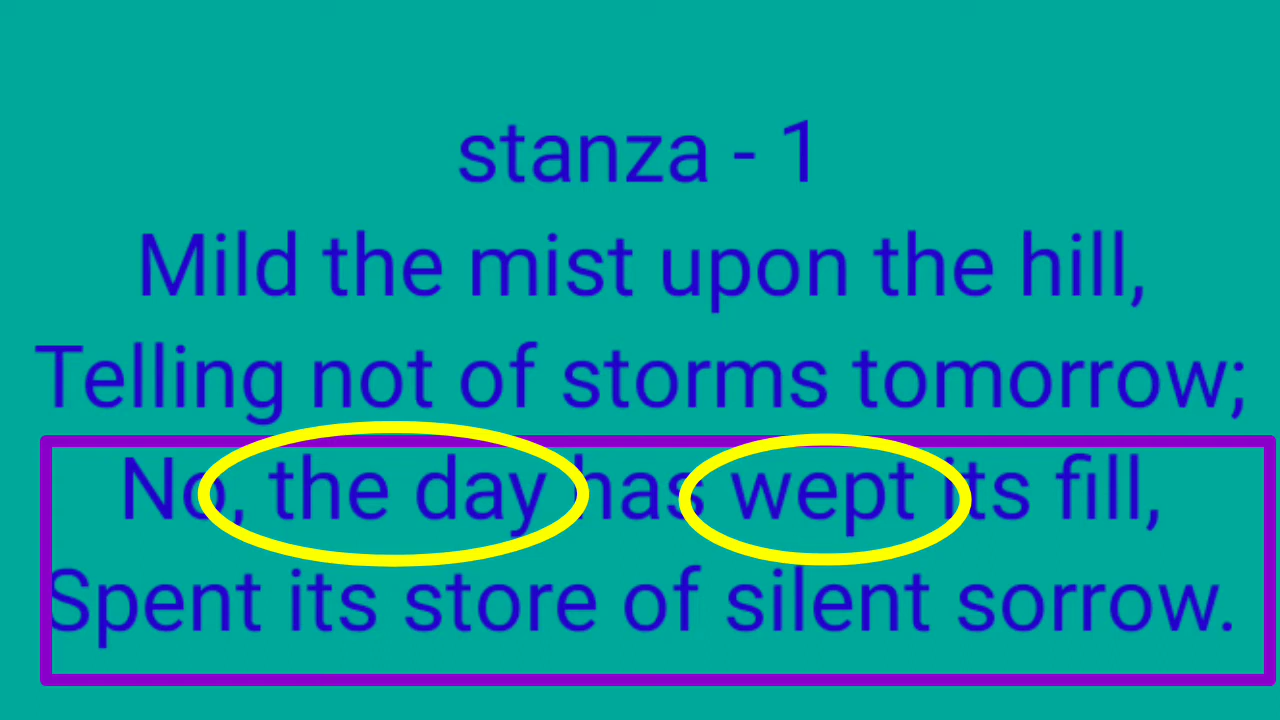 stanza - 1
Mild the mist upon the hill,
Telling not of storms tomorrow;
No, the day has wept its fill,
Spent its store of silent sorrow.